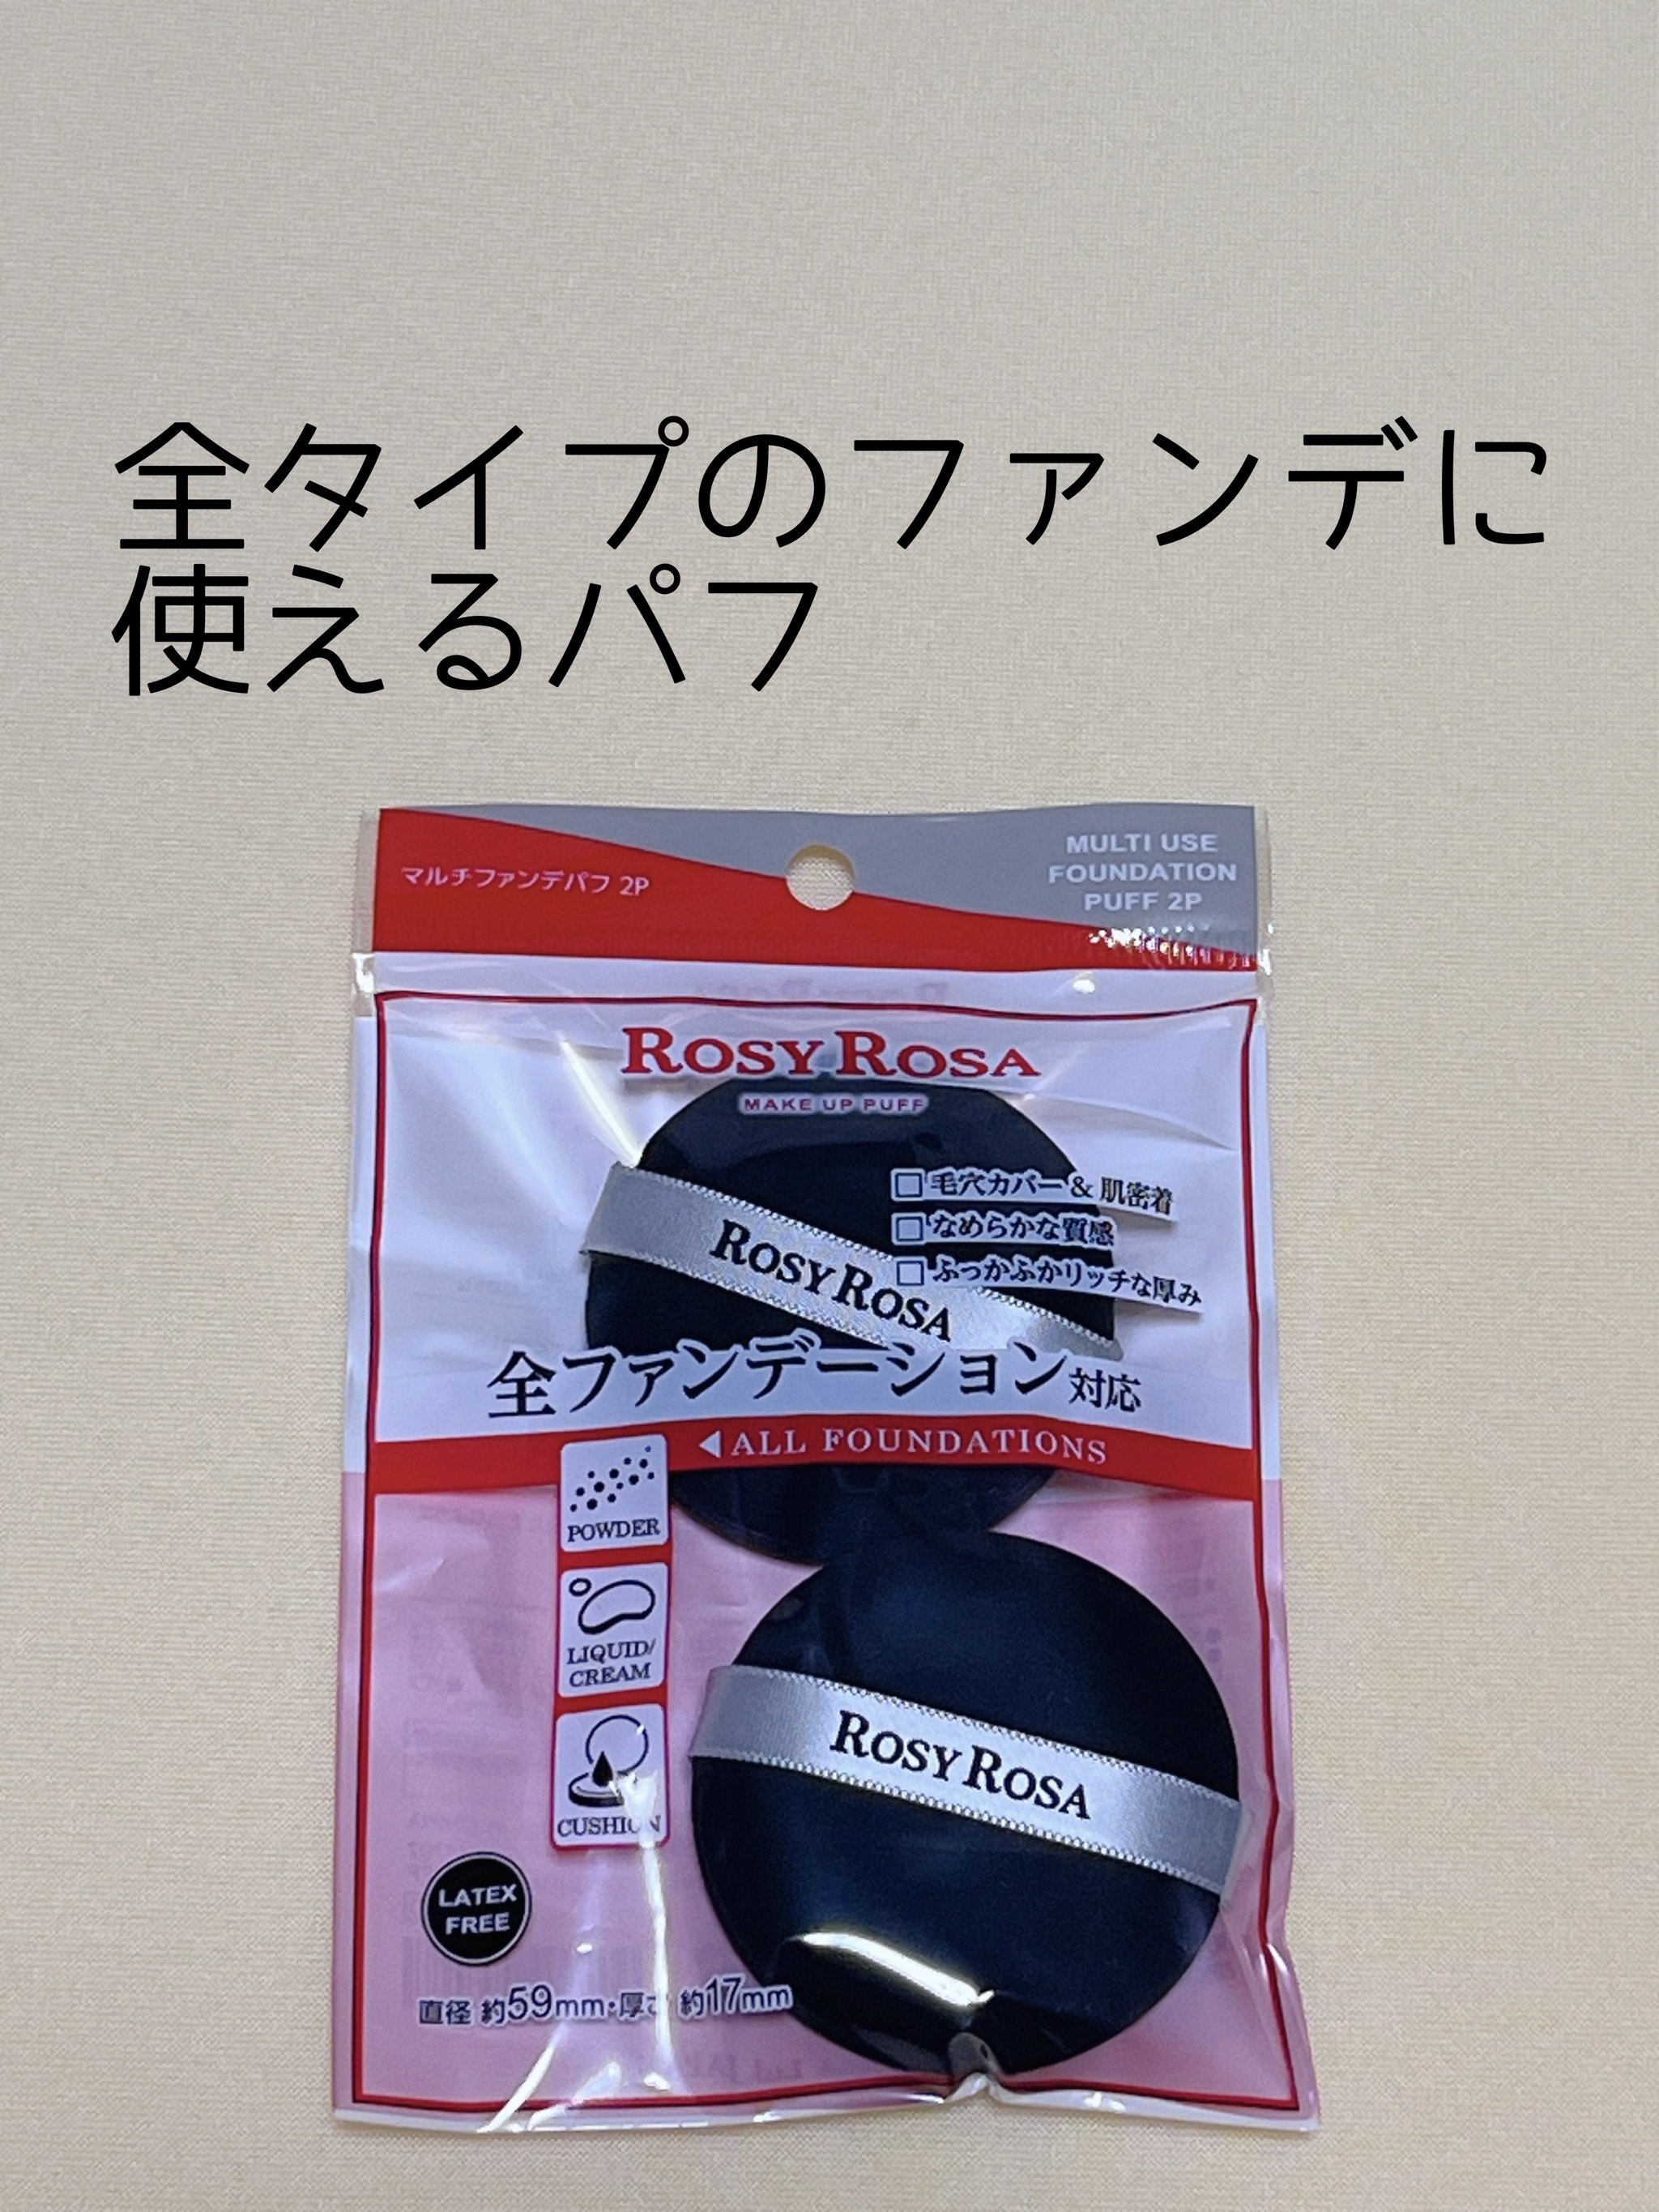 全タイプのファンデに
使えるパフ
マルチファンデパフ 2P
MULTI USE
FOUNDATION
PUFF 2P
ROSY ROSA
MAKE UP PUFF
□毛穴カバー & 肌密着
□なめらかな質感
□ふっかふかリッチな厚み
ROSY ROSA
全ファンデーション対応
◀ALL FOUNDATIONS
POWDER
LIQUID/
CREAM
CUSHION
ROSY ROSA
LATEX
FREE
直径 約59mm・厚さ 約17mm